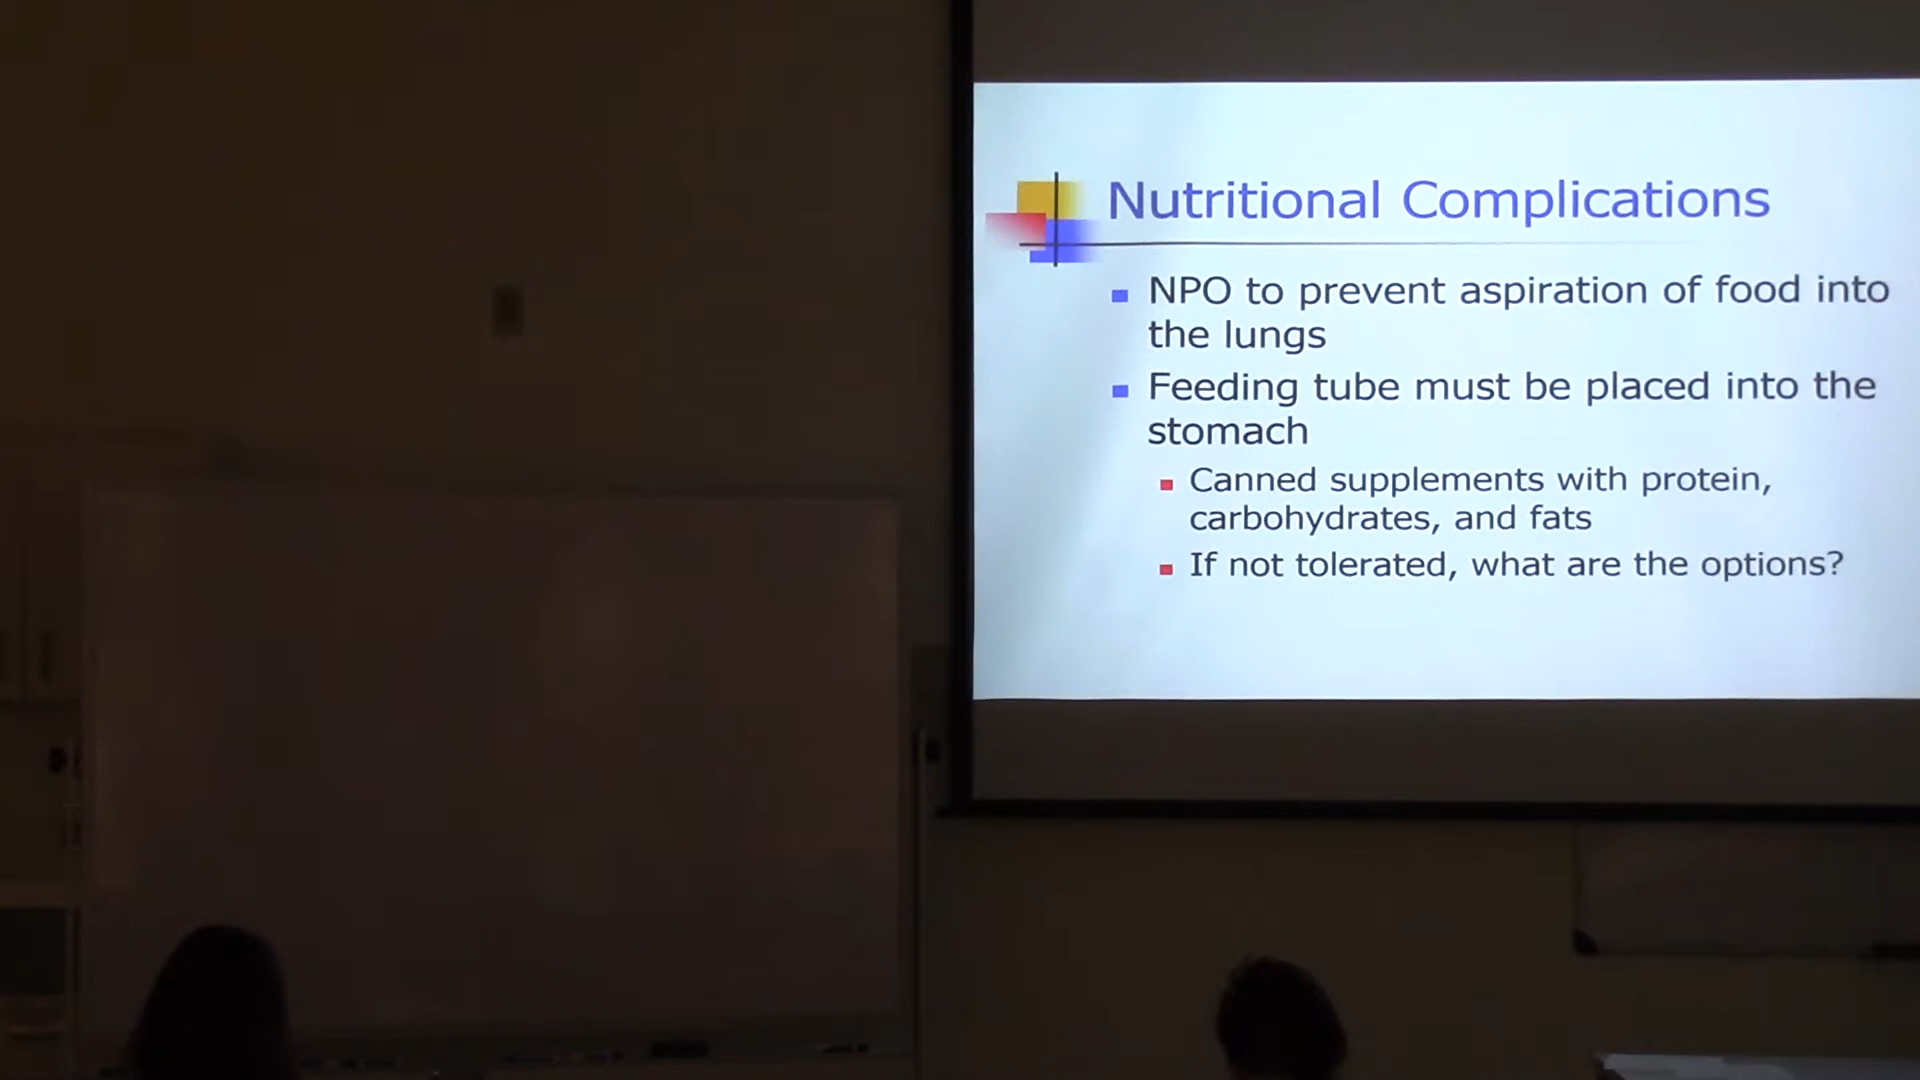 Nutritional Complications
NPO to prevent aspiration of food into
the lungs
Feeding tube must be placed into the
stomach
Canned supplements with protein,
carbohydrates, and fats
If not tolerated, what are the options?